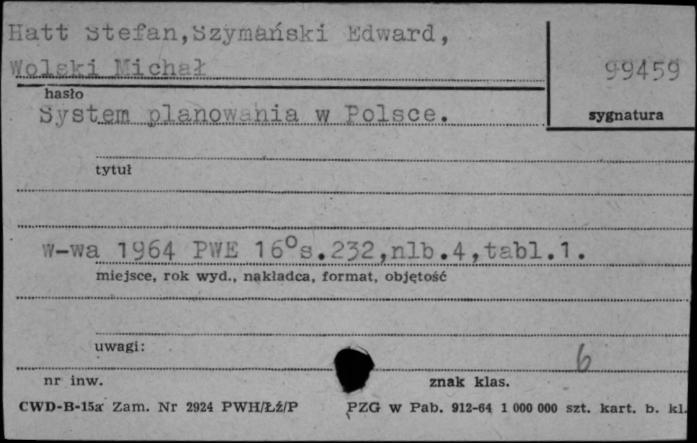 Hatt Stefan,Szymański Edward,
Wolski Michał
99459
hasło
System planowania w Polsce.
sygnatura
tytuł
W-wa 1964 PWE 16°s.232,nlb.4,tabl.1.
miejsce, rok wyd., nakładca, format, objętość
uwagi:
6
nr inw.
znak klas.
CWD-B-15a Zam. Nr 2924 PWH/Łź/P
PZG w Pab. 912-64 1 000 000 szt. kart. b. kl.